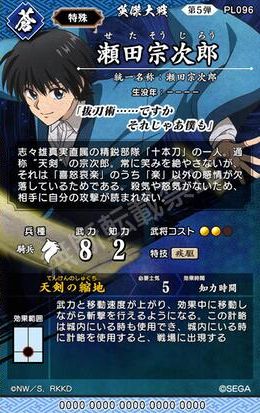 蒼
特殊
英傑大戦
第5弾
PL096
せた そうじろう
瀬田宗次郎
統一名称：瀬田宗次郎
生没年：ーーーー
「抜刀術……ですか
それじゃあ僕も」
志々雄真実直属の精鋭部隊「十本刀」の一人、通
称“天剣”の宗次郎。常に笑みを絶やさないが、
それは「喜怒哀楽」のうち「楽」以外の感情が欠
落しているためである。殺気や怒気がないため、
相手に自分の攻撃が読まれない。
兵種
騎兵
武力
8
知力
2
武将コスト
特技
疾駆
てんけんのしゅくち
天剣の縮地
必要士気
5
効果時間
知力時間
効果範囲
武力と移動速度が上がり、効果中に移動し
ながら斬撃を行えるようになる。この計略
は城内にいる時も使用でき、城内にいる時
に計略を使用すると、戦場に出現する
©NW／S, RKKD
©SEGA
0000-0000-0000-0000-0000